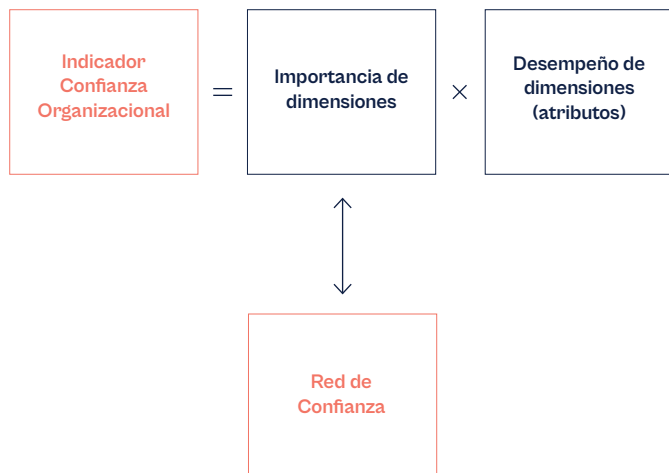 Indicador
Confianza
Organizacional
=
Importancia de
dimensiones
×
Desempeño de
dimensiones
(atributos)
Red de
Confianza